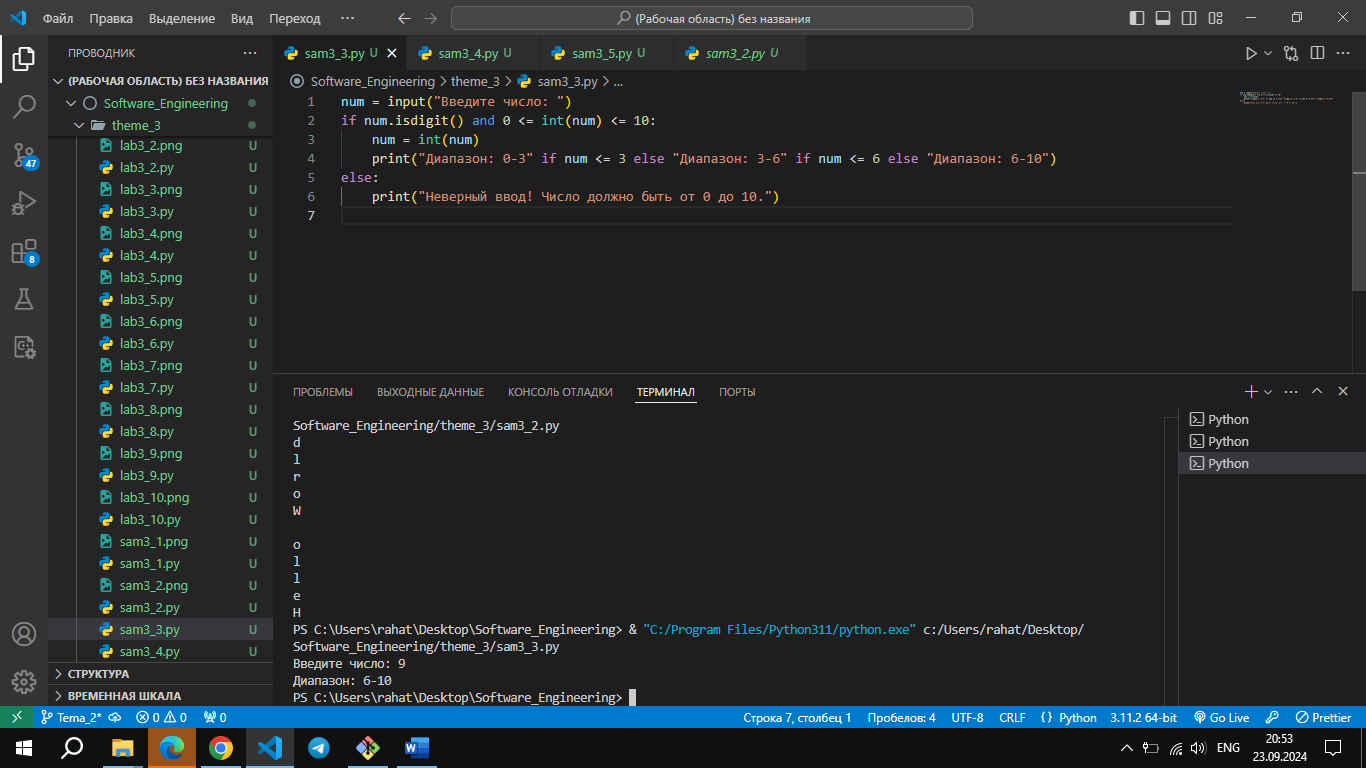 Файл Правка Выделение Вид Переход ··· (Рабочая область) без названия
ПРОВОДНИК ···
(РАБОЧАЯ ОБЛАСТЬ) БЕЗ НАЗВАНИЯ
Software_Engineering
theme_3
lab3_2.png U
lab3_2.py U
lab3_3.png U
lab3_3.py U
lab3_4.png U
lab3_4.py U
lab3_5.png U
lab3_5.py U
lab3_6.png U
lab3_6.py U
lab3_7.png U
lab3_7.py U
lab3_8.png U
lab3_8.py U
lab3_9.png U
lab3_9.py U
lab3_10.png U
lab3_10.py U
sam3_1.png U
sam3_1.py U
sam3_2.png U
sam3_2.py U
sam3_3.py U
sam3_4.py U
СТРУКТУРА
ВРЕМЕННАЯ ШКАЛА
47
8
sam3_3.py U sam3_4.py U sam3_5.py U sam3_2.py U
Software_Engineering > theme_3 > sam3_3.py > ...
1 num = input("Введите число: ")
2 if num.isdigit() and 0 <= int(num) <= 10:
3 num = int(num)
4 print("Диапазон: 0-3" if num <= 3 else "Диапазон: 3-6" if num <= 6 else "Диапазон: 6-10")
5 else:
6 print("Неверный ввод! Число должно быть от 0 до 10.")
7
ПРОБЛЕМЫ ВЫХОДНЫЕ ДАННЫЕ КОНСОЛЬ ОТЛАДКИ ТЕРМИНАЛ ПОРТЫ
Software_Engineering/theme_3/sam3_2.py
d
l
r
o
W
o
l
l
e
H
PS C:\Users\rahat\Desktop\Software_Engineering> & "C:/Program Files/Python311/python.exe" c:/Users/rahat/Desktop/
Software_Engineering/theme_3/sam3_3.py
Введите число: 9
Диапазон: 6-10
PS C:\Users\rahat\Desktop\Software_Engineering>
Python
Python
Python
Tema_2* 0 0 0 Строка 7, столбец 1 Пробелов: 4 UTF-8 CRLF Python 3.11.2 64-bit Go Live Prettier
ENG 20:53
23.09.2024